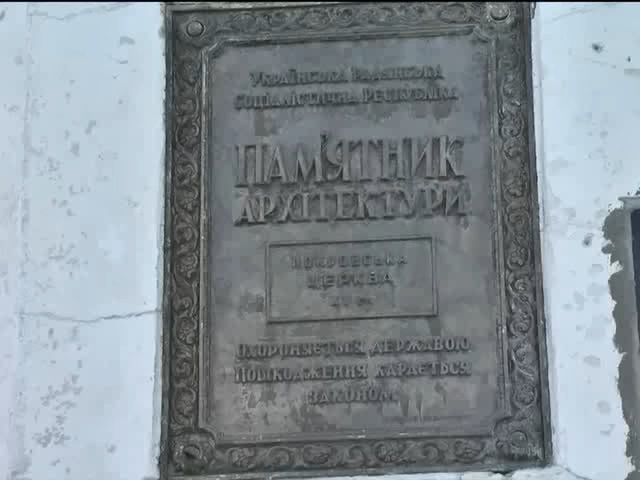 Українська Радянська
Соціалістична Республіка
ПАМ'ЯТНИК
АРХІТЕКТУРИ
ПОКРОВСЬКА
ЦЕРКВА
Охороняється державою
Пошкодження карається
законом